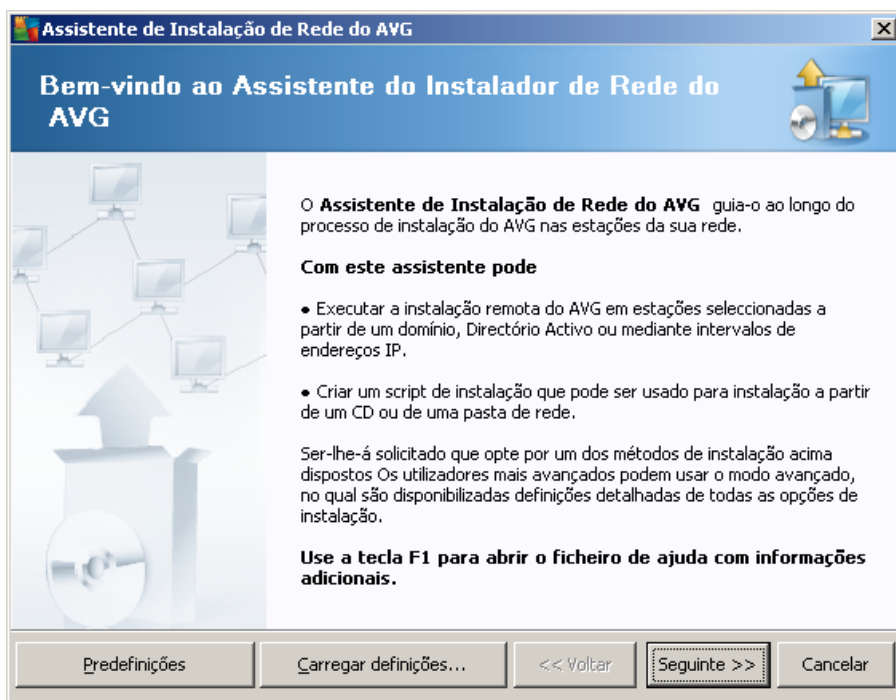 Assistente de Instalação de Rede do AVG
Bem-vindo ao Assistente do Instalador de Rede do
AVG
O Assistente de Instalação de Rede do AVG guia-o ao longo do
processo de instalação do AVG nas estações da sua rede.
Com este assistente pode
• Executar a instalação remota do AVG em estações seleccionadas a
partir de um domínio, Directório Activo ou mediante intervalos de
endereços IP.
• Criar um script de instalação que pode ser usado para instalação a partir
de um CD ou de uma pasta de rede.
Ser-lhe-á solicitado que opte por um dos métodos de instalação acima
dispostos Os utilizadores mais avançados podem usar o modo avançado,
no qual são disponibilizadas definições detalhadas de todas as opções de
instalação.
Use a tecla F1 para abrir o ficheiro de ajuda com informações
adicionais.
Predefinições
Carregar definições...
<< Voltar
Seguinte >>
Cancelar